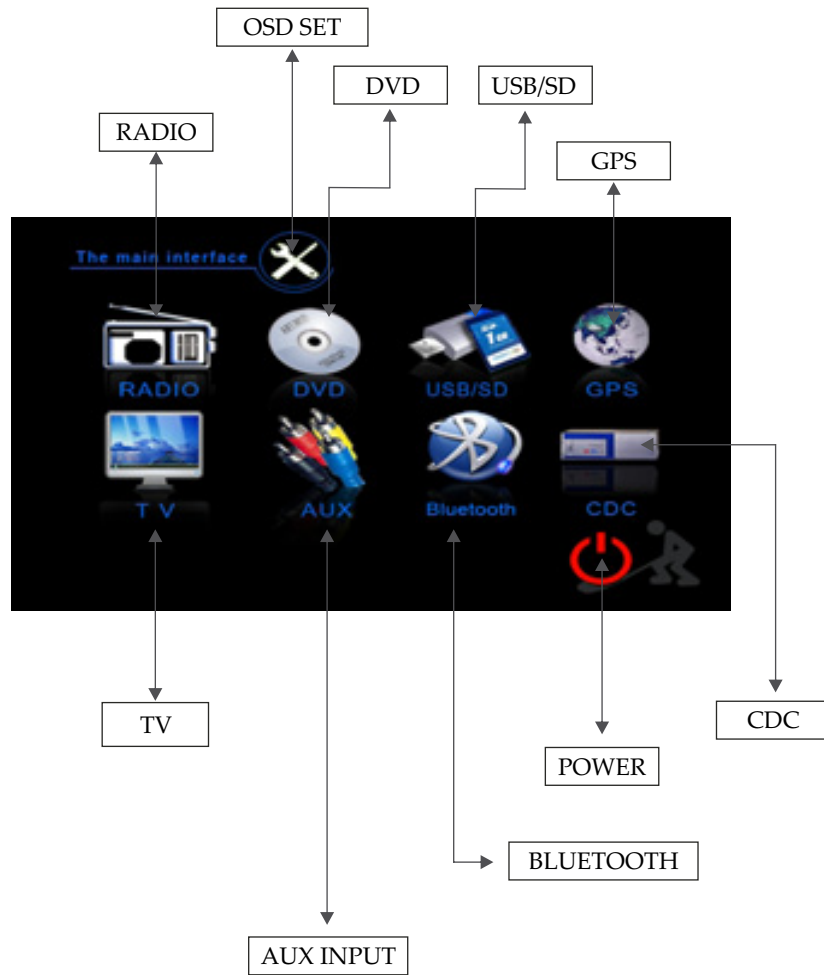 OSD SET
DVD
USB/SD
RADIO
GPS
The main interface
RADIO
DVD
USB/SD
GPS
TV
AUX
Bluetooth
CDC
TV
CDC
POWER
BLUETOOTH
AUX INPUT